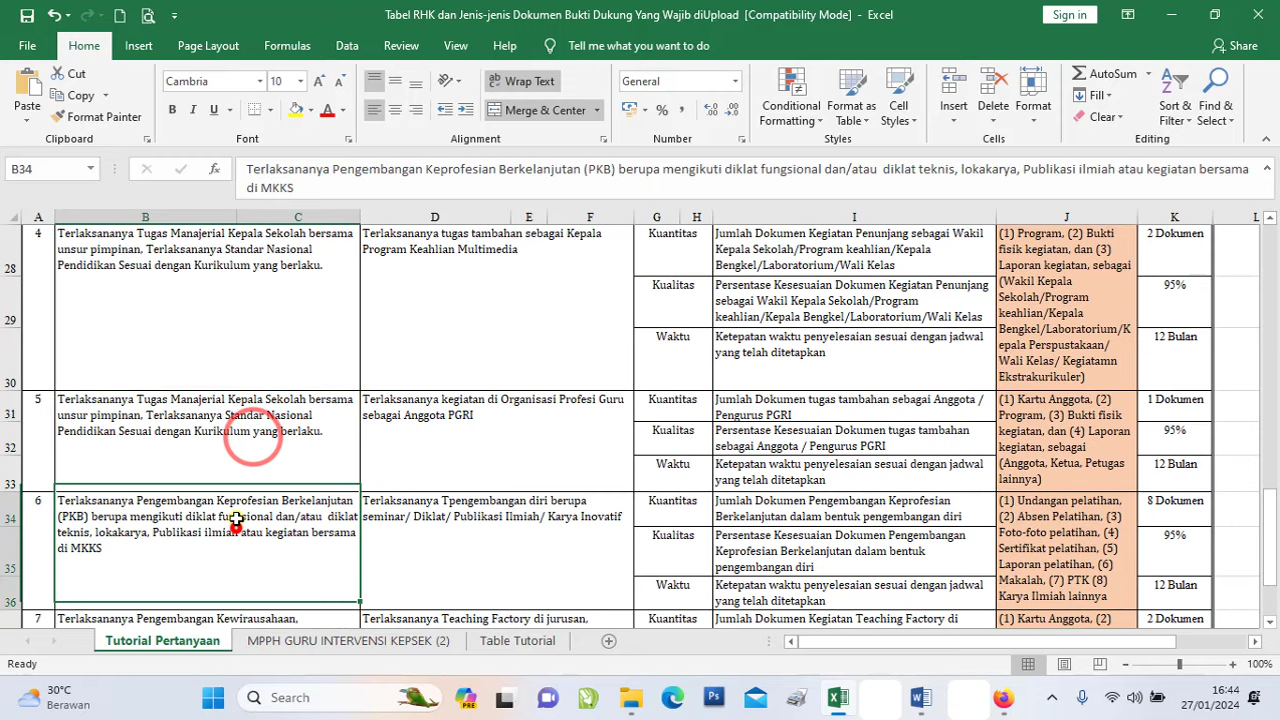 Tabel RHK dan Jenis-jenis Dokumen Bukti Dukung Yang Wajib diUpload  [Compatibility Mode]  -  Excel
Sign in
File Home Insert Page Layout Formulas Data Review View Help Tell me what you want to do Share
Paste
Cut
Copy
Format Painter
Clipboard
Cambria 10
B I U
Font
Wrap Text
Merge & Center
Alignment
General
Number
Conditional Formatting
Format as Table
Cell Styles
Styles
Insert Delete Format
Cells
AutoSum
Fill
Clear
Sort & Filter
Find & Select
Editing
B34
Terlaksananya Pengembangan Keprofesian Berkelanjutan (PKB) berupa mengikuti diklat fungsional dan/atau  diklat teknis, lokakarya, Publikasi ilmiah atau kegiatan bersama
di MKKS
A B C D E F G H I J K L
28
29
30
31
32
33
34
35
36
4
Terlaksananya Tugas Manajerial Kepala Sekolah bersama
unsur pimpinan, Terlaksananya Standar Nasional
Pendidikan Sesuai dengan Kurikulum yang berlaku.
Terlaksananya tugas tambahan sebagai Kepala
Program Keahlian Multimedia
Kuantitas
Jumlah Dokumen Kegiatan Penunjang sebagai Wakil
Kepala Sekolah/Program keahlian/Kepala
Bengkel/Laboratorium/Wali Kelas
(1) Program, (2) Bukti
fisik kegiatan, dan (3)
Laporan kegiatan, sebagai
(Wakil Kepala
Sekolah/Program
keahlian/Kepala
Bengkel/Laboratorium/K
epala Perspustakaan/
Wali Kelas/ Kegiatamn
Ekstrakurikuler)
2 Dokumen
Kualitas
Persentase Kesesuaian Dokumen Kegiatan Penunjang
sebagai Wakil Kepala Sekolah/Program
keahlian/Kepala Bengkel/Laboratorium/Wali Kelas
95%
Waktu
Ketepatan waktu penyelesaian sesuai dengan jadwal
yang telah ditetapkan
12 Bulan
5
Terlaksananya Tugas Manajerial Kepala Sekolah bersama
unsur pimpinan, Terlaksananya Standar Nasional
Pendidikan Sesuai dengan Kurikulum yang berlaku.
Terlaksananya kegiatan di Organisasi Profesi Guru
sebagai Anggota PGRI
Kuantitas
Jumlah Dokumen tugas tambahan sebagai Anggota /
Pengurus PGRI
(1) Kartu Anggota, (2)
Program, (3) Bukti fisik
kegiatan, dan (4) Laporan
kegiatan, sebagai
(Anggota, Ketua, Petugas
lainnya)
1 Dokumen
Kualitas
Persentase Kesesuaian Dokumen tugas tambahan
sebagai Anggota / Pengurus PGRI
95%
Waktu
Ketepatan waktu penyelesaian sesuai dengan jadwal
yang telah ditetapkan
12 Bulan
6
Terlaksananya Pengembangan Keprofesian Berkelanjutan
(PKB) berupa mengikuti diklat fungsional dan/atau  diklat
teknis, lokakarya, Publikasi ilmiah atau kegiatan bersama
di MKKS
Terlaksananya Tpengembangan diri berupa
seminar/ Diklat/ Publikasi Ilmiah/ Karya Inovatif
Kuantitas
Jumlah Dokumen Pengembangan Keprofesian
Berkelanjutan dalam bentuk pengembangan diri
(1) Undangan pelatihan,
(2) Absen Pelatihan, (3)
Foto-foto pelatihan, (4)
Sertifikat pelatihan, (5)
Laporan pelatihan, (6)
Makalah, (7) PTK (8)
Karya Ilmiah lainnya
8 Dokumen
Kualitas
Persentase Kesesuaian Dokumen Pengembangan
Keprofesian Berkelanjutan dalam bentuk
pengembangan diri
95%
Waktu
Ketepatan waktu penyelesaian sesuai dengan jadwal
yang telah ditetapkan
12 Bulan
7
Terlaksananya Pengembangan Kewirausahaan,
Terlaksananya Teaching Factory di jurusan,
Kuantitas
Jumlah Dokumen Kegiatan Teaching Factory di
(1) Kartu Anggota, (2)
2 Dokumen
Tutorial Pertanyaan MPPH GURU INTERVENSI KEPSEK (2) Table Tutorial
Ready
100%
30°C
Berawan
Search
PRE
16:44
27/01/2024